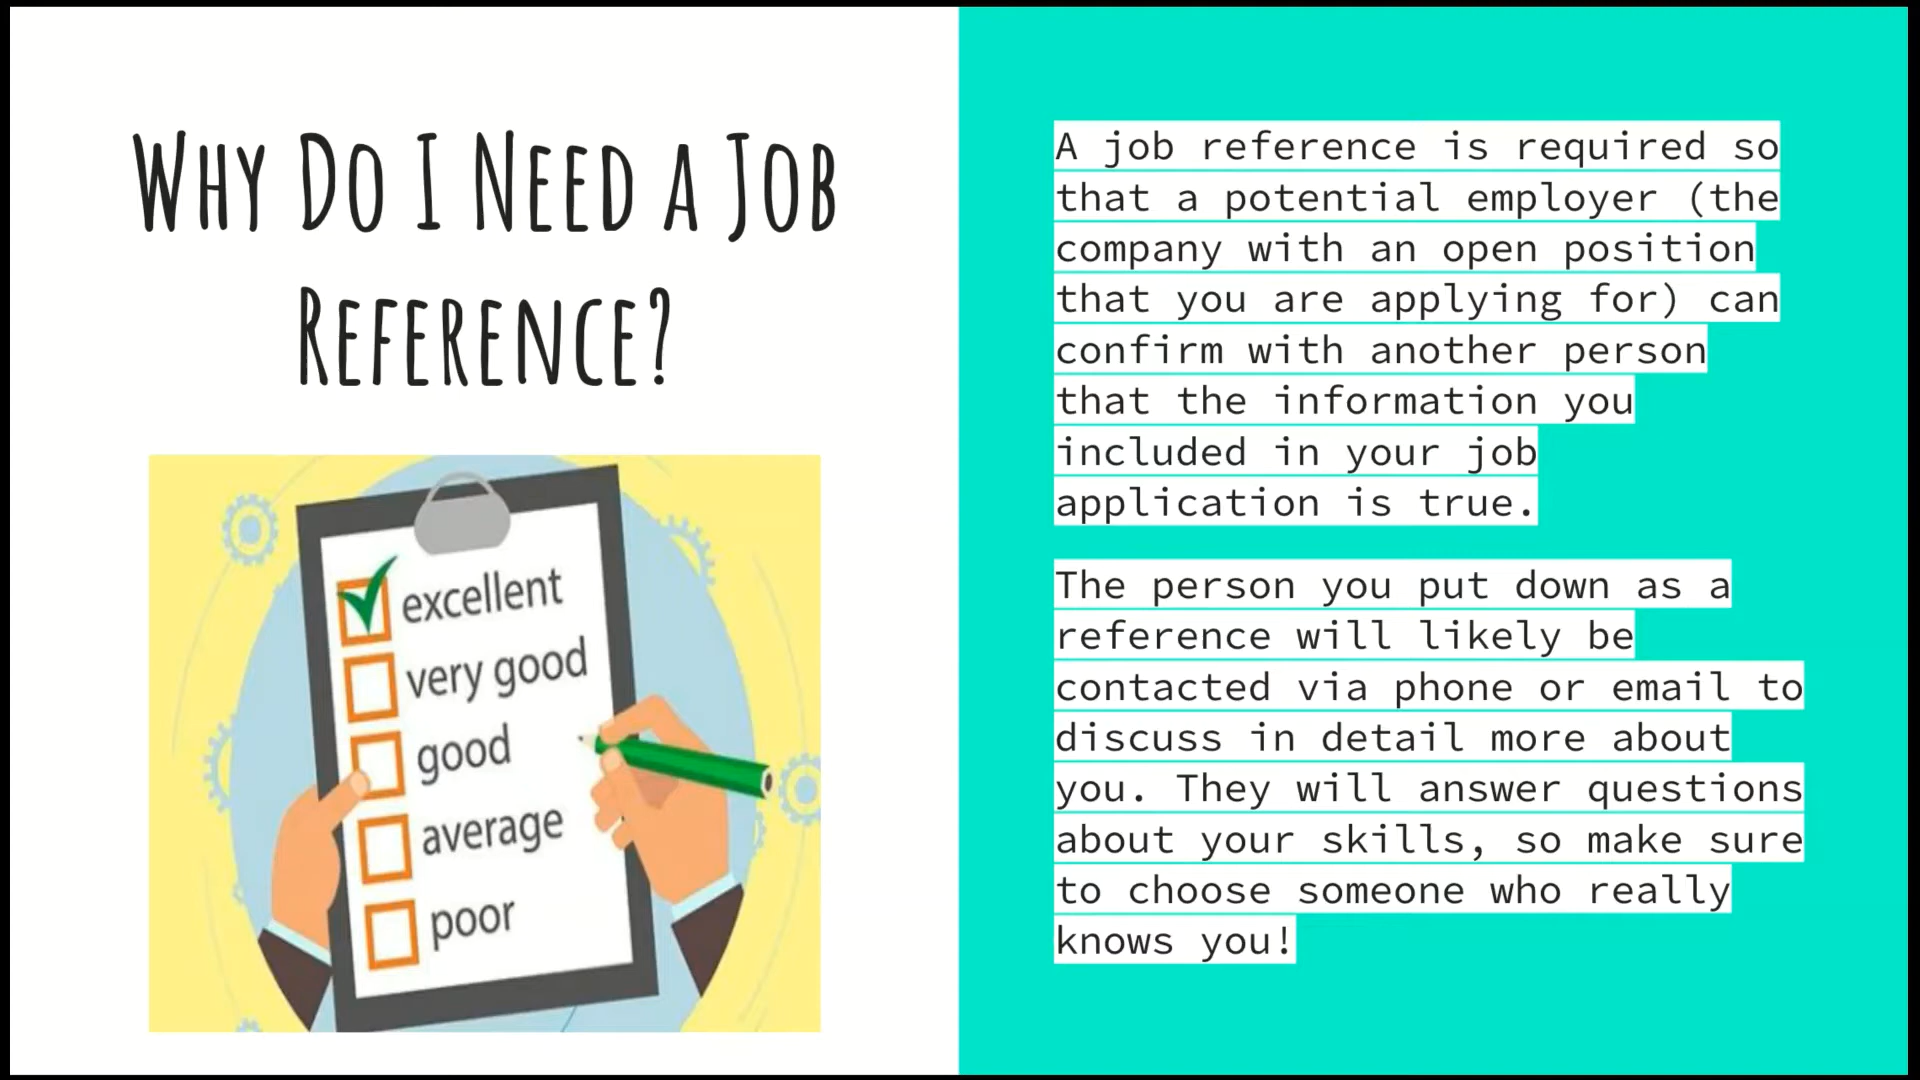 Why Do I Need a Job
Reference?
excellent
very good
good
average
poor
A job reference is required so
that a potential employer (the
company with an open position
that you are applying for) can
confirm with another person
that the information you
included in your job
application is true.
The person you put down as a
reference will likely be
contacted via phone or email to
discuss in detail more about
you. They will answer questions
about your skills, so make sure
to choose someone who really
knows you!